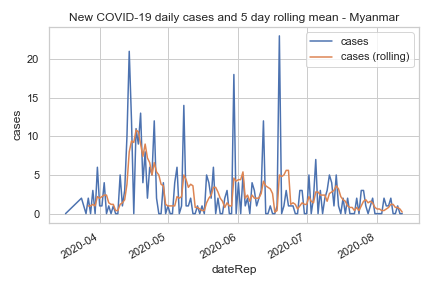 New COVID-19 daily cases and 5 day rolling mean - Myanmar
cases
cases (rolling)
cases
20
15
10
5
0
2020-04
2020-05
2020-06
2020-07
2020-08
dateRep